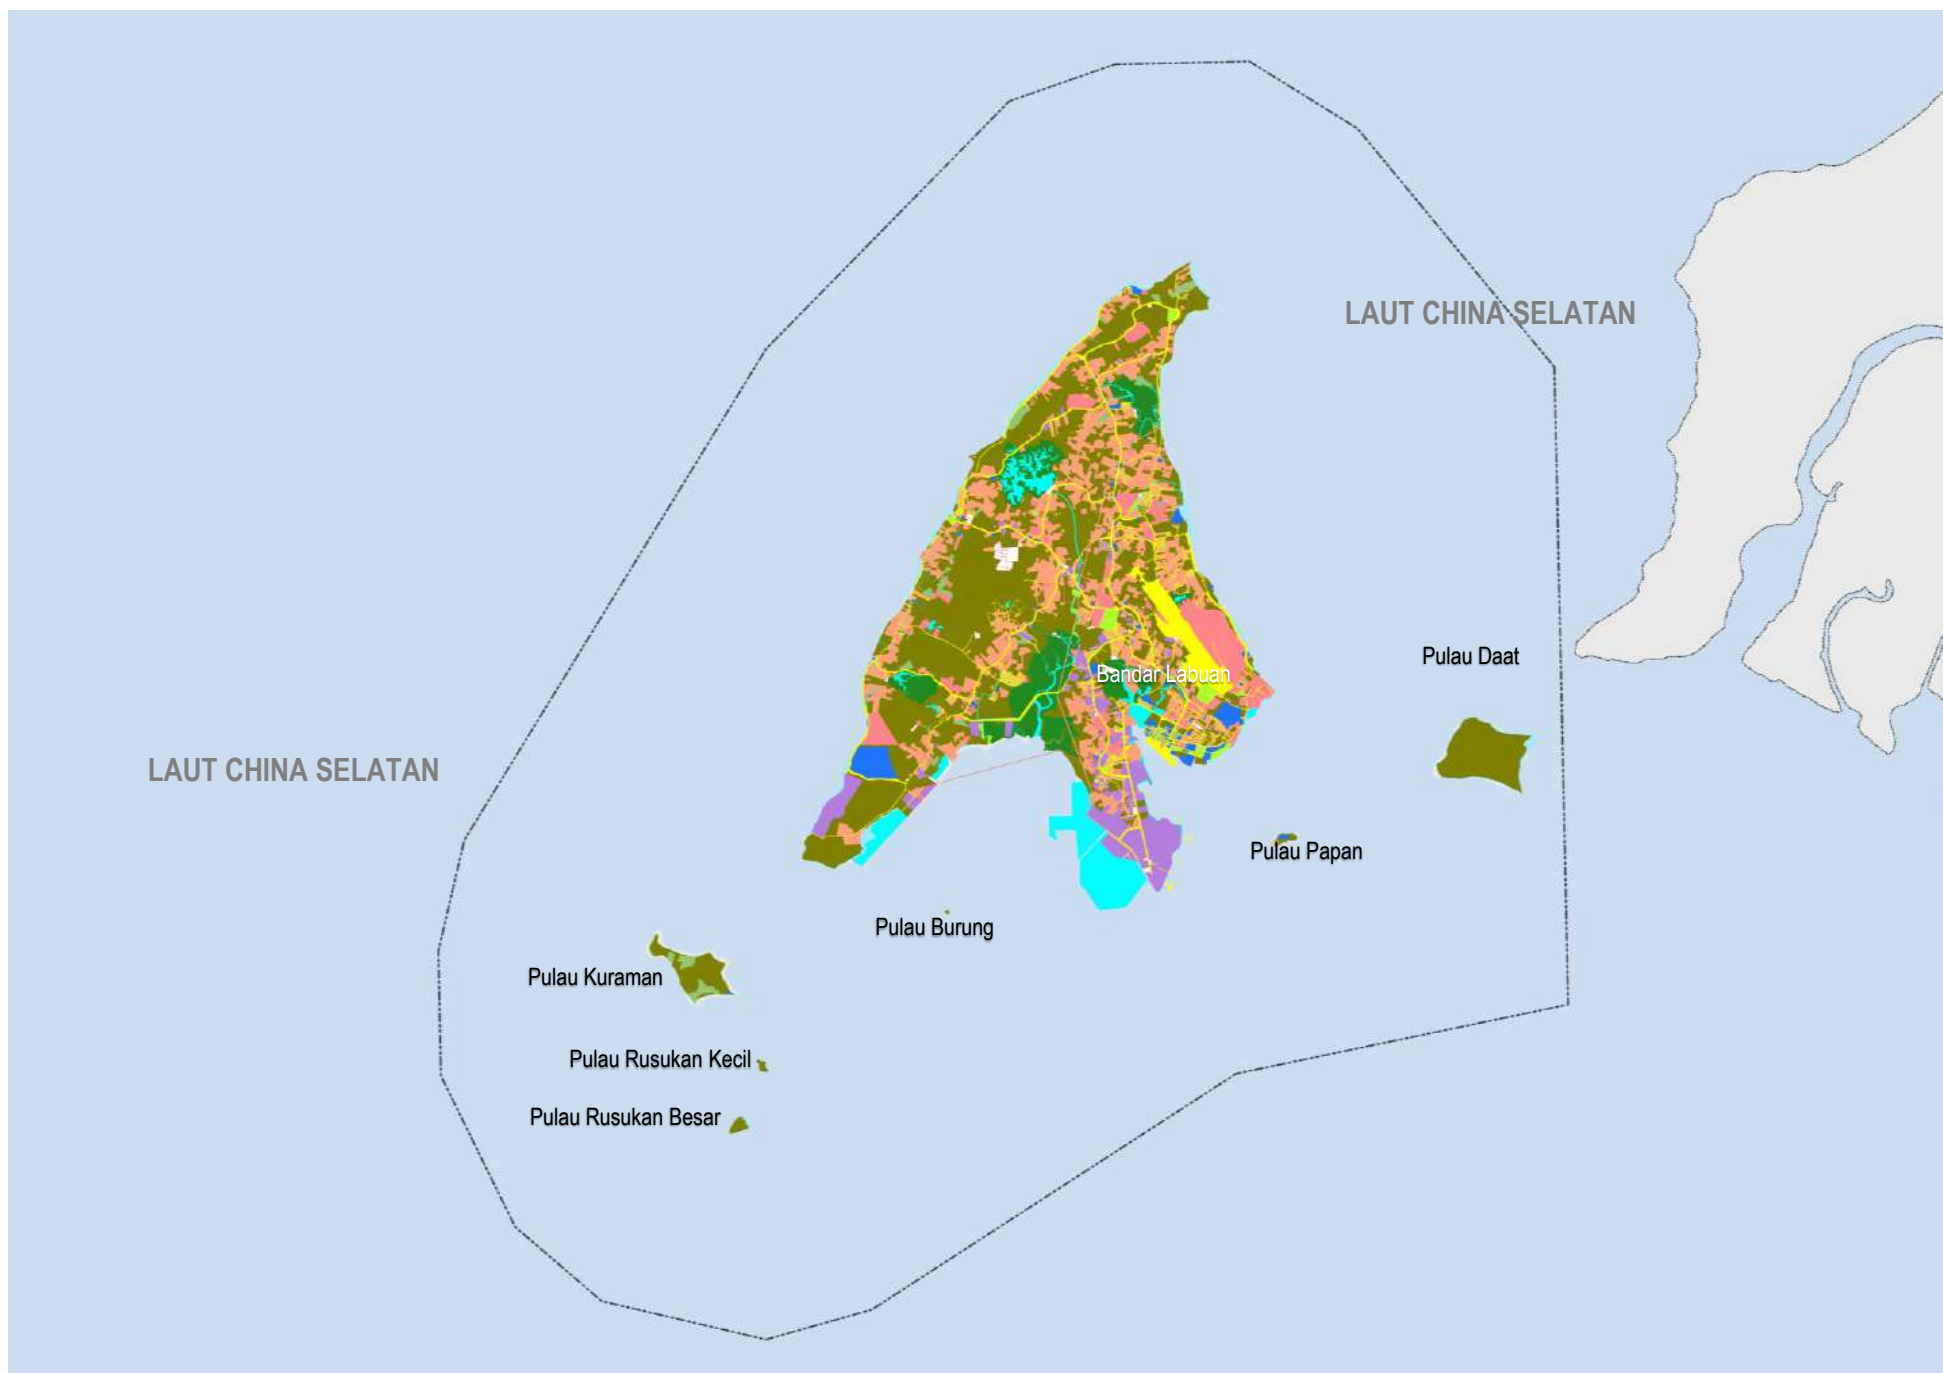 LAUT CHINA SELATAN
Pulau Daat
Bandar Labuan
LAUT CHINA SELATAN
Pulau Papan
Pulau Burung
Pulau Kuraman
Pulau Rusukan Kecil
Pulau Rusukan Besar